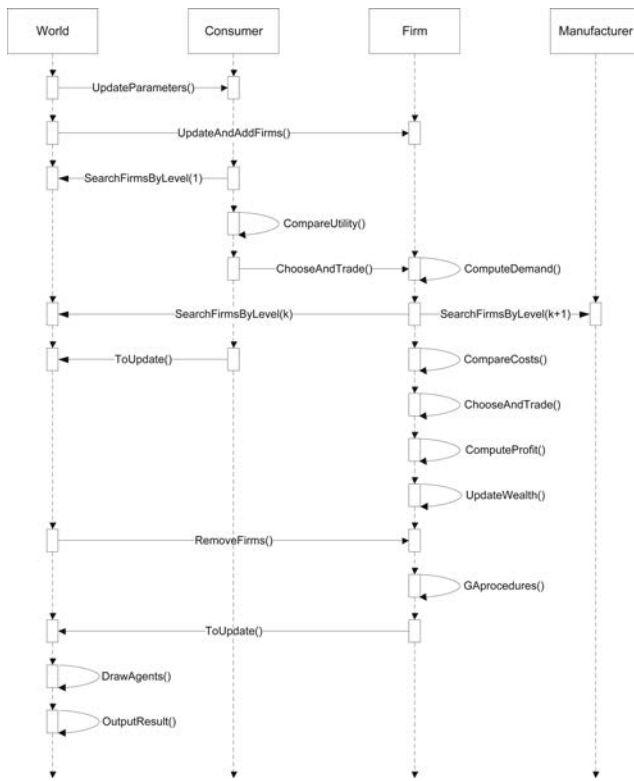 World
Consumer
Firm
Manufacturer
UpdateParameters()
UpdateAndAddFirms()
SearchFirmsByLevel(1)
CompareUtility()
ChooseAndTrade()
ComputeDemand()
SearchFirmsByLevel(k)
SearchFirmsByLevel(k+1)
ToUpdate()
CompareCosts()
ChooseAndTrade()
ComputeProfit()
UpdateWealth()
RemoveFirms()
GAprocedures()
ToUpdate()
DrawAgents()
OutputResult()